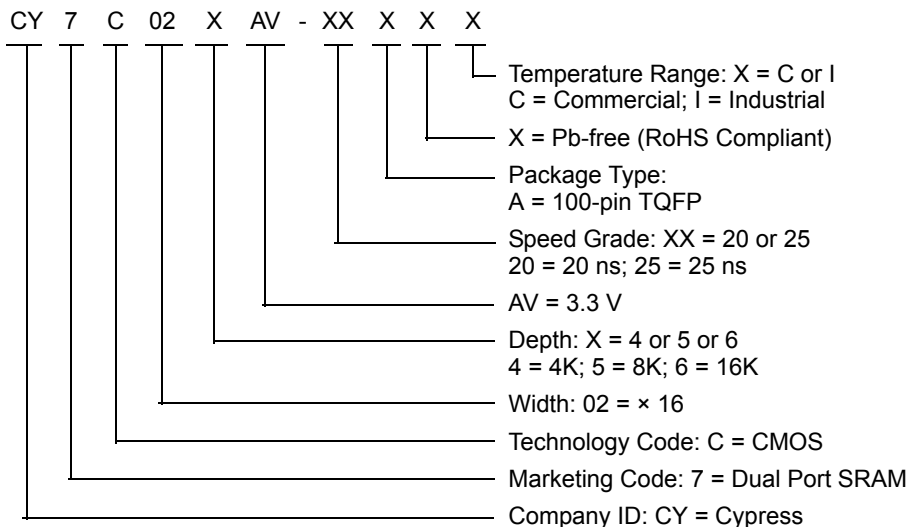 CY 7 C 02 X AV - XX X X X
Temperature Range: X = C or I
C = Commercial; I = Industrial
X = Pb-free (RoHS Compliant)
Package Type:
A = 100-pin TQFP
Speed Grade: XX = 20 or 25
20 = 20 ns; 25 = 25 ns
AV = 3.3 V
Depth: X = 4 or 5 or 6
4 = 4K; 5 = 8K; 6 = 16K
Width: 02 = × 16
Technology Code: C = CMOS
Marketing Code: 7 = Dual Port SRAM
Company ID: CY = Cypress